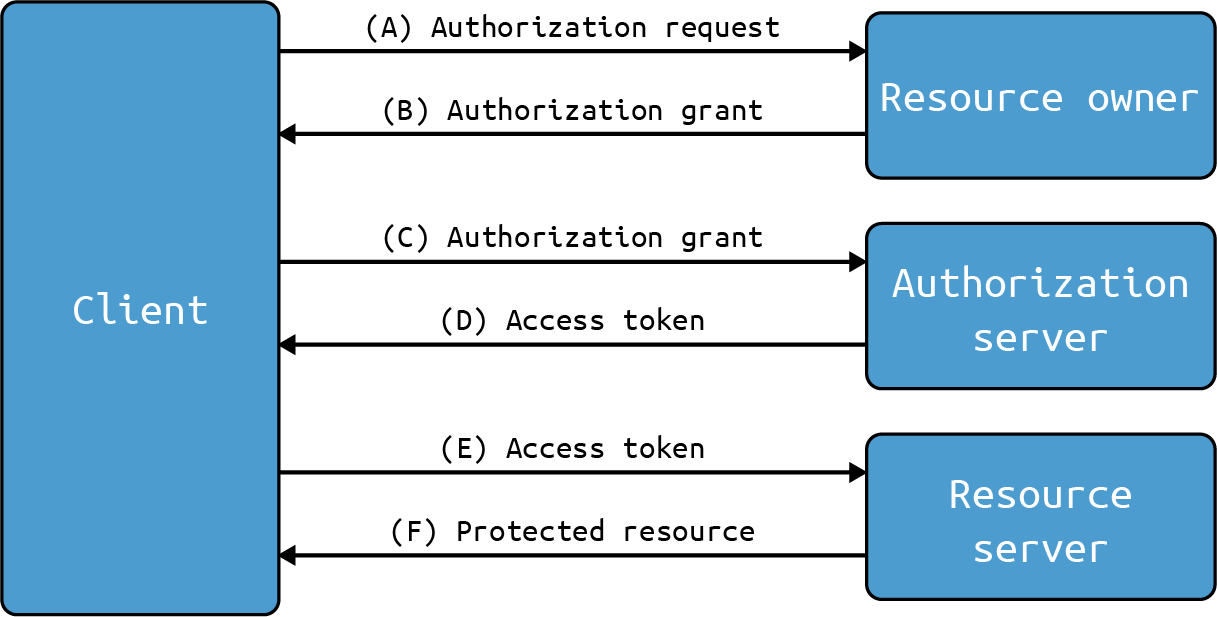 (A) Authorization request
Resource owner
(B) Authorization grant
(C) Authorization grant
Authorization
server
Client
(D) Access token
(E) Access token
Resource
server
(F) Protected resource